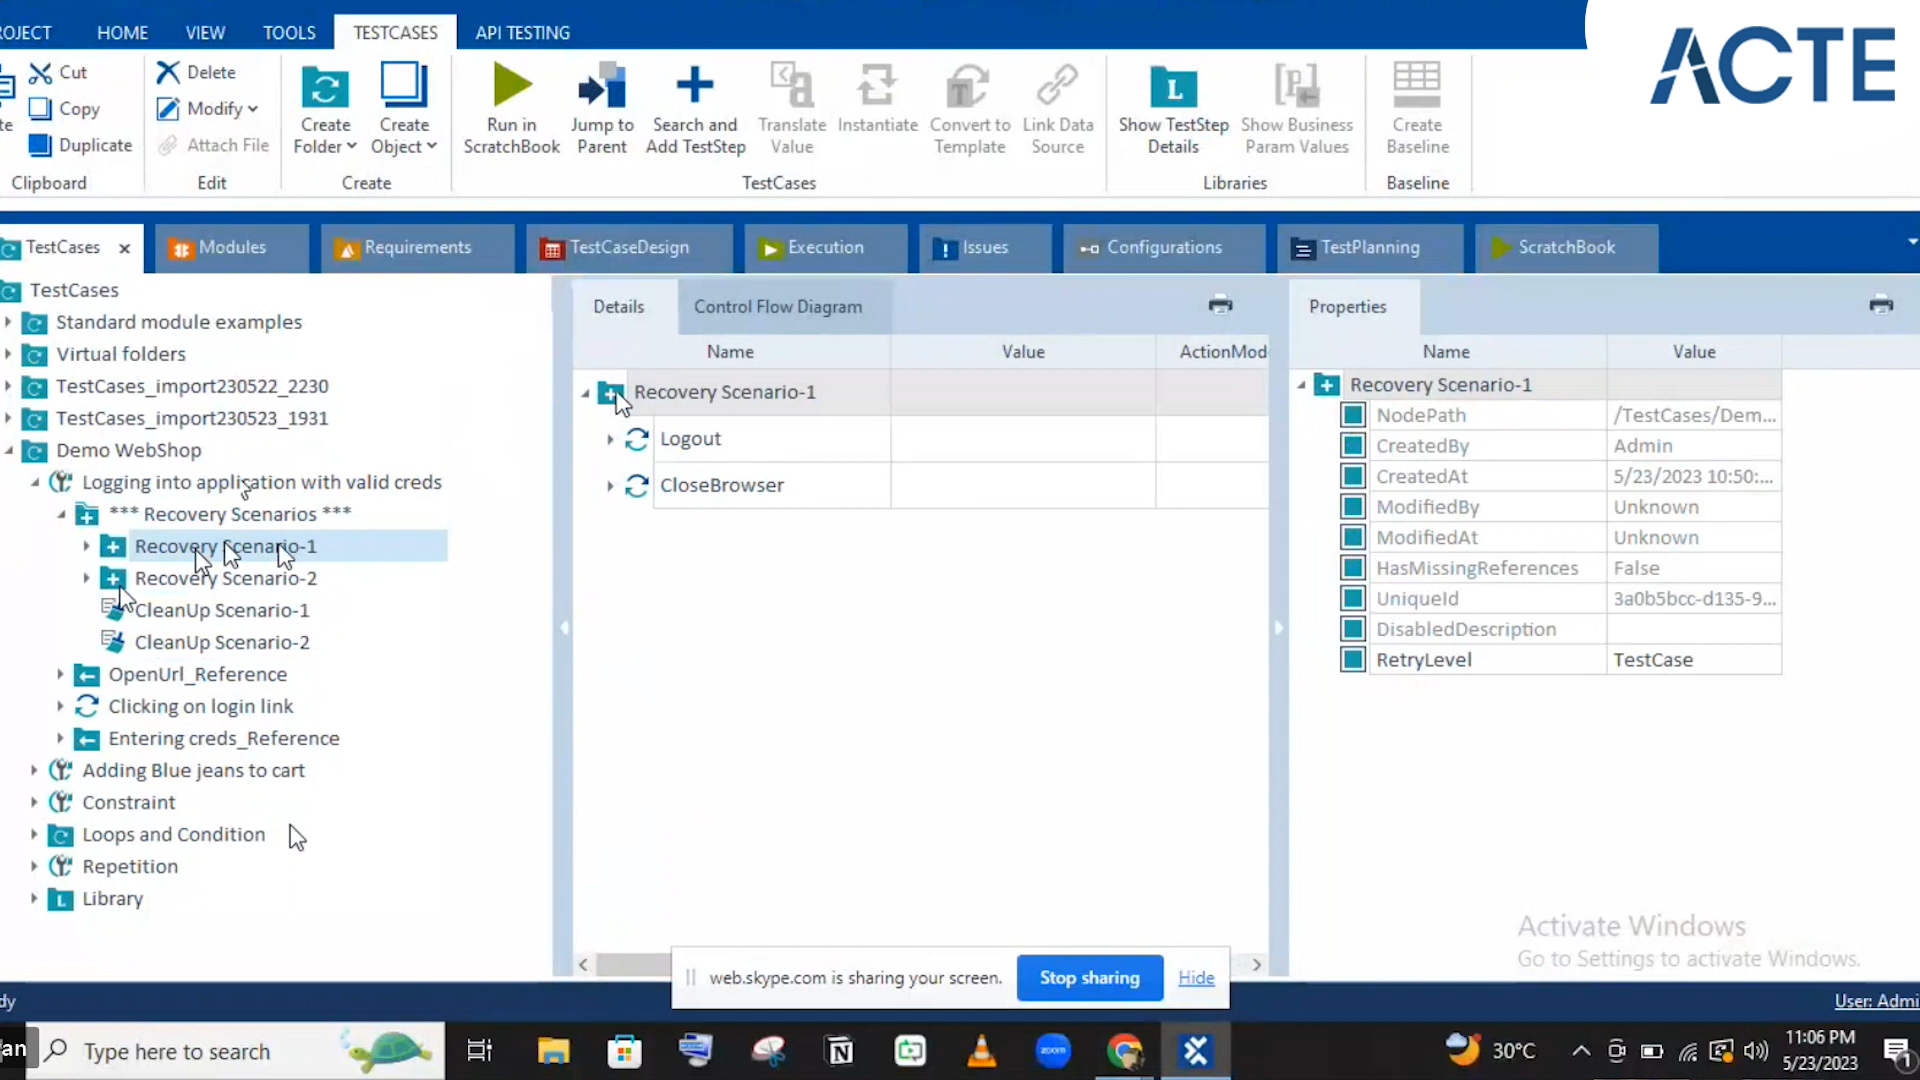 ROJECT HOME VIEW TOOLS TESTCASES API TESTING
ACTE
Cut
Copy
Duplicate
Clipboard
Delete
Modify
Attach File
Edit
Create
Folder
Create
Object
Create
Run in
ScratchBook
Jump to
Parent
Search and
Add TestStep
Translate
Value
Instantiate
Convert to
Template
Link Data
Source
TestCases
Show TestStep
Details
Show Business
Param Values
Libraries
Create
Baseline
Baseline
TestCases Modules Requirements TestCaseDesign Execution Issues Configurations TestPlanning ScratchBook
TestCases
Standard module examples
Virtual folders
TestCases_import230522_2230
TestCases_import230523_1931
Demo WebShop
Logging into application with valid creds
*** Recovery Scenarios ***
Recovery Scenario-1
Recovery Scenario-2
CleanUp Scenario-1
CleanUp Scenario-2
OpenUrl_Reference
Clicking on login link
Entering creds_Reference
Adding Blue jeans to cart
Constraint
Loops and Condition
Repetition
Library
Details Control Flow Diagram
Name Value ActionMod
Recovery Scenario-1
Logout
CloseBrowser
Properties
Name Value
Recovery Scenario-1
NodePath /TestCases/Dem...
CreatedBy Admin
CreatedAt 5/23/2023 10:50:...
ModifiedBy Unknown
ModifiedAt Unknown
HasMissingReferences False
UniqueId 3a0b5bcc-d135-9...
DisabledDescription
RetryLevel TestCase
Activate Windows
Go to Settings to activate Windows.
web.skype.com is sharing your screen. Stop sharing Hide
dy
User: Admi
an
Type here to search
zoom
30°C
11:06 PM
5/23/2023
1